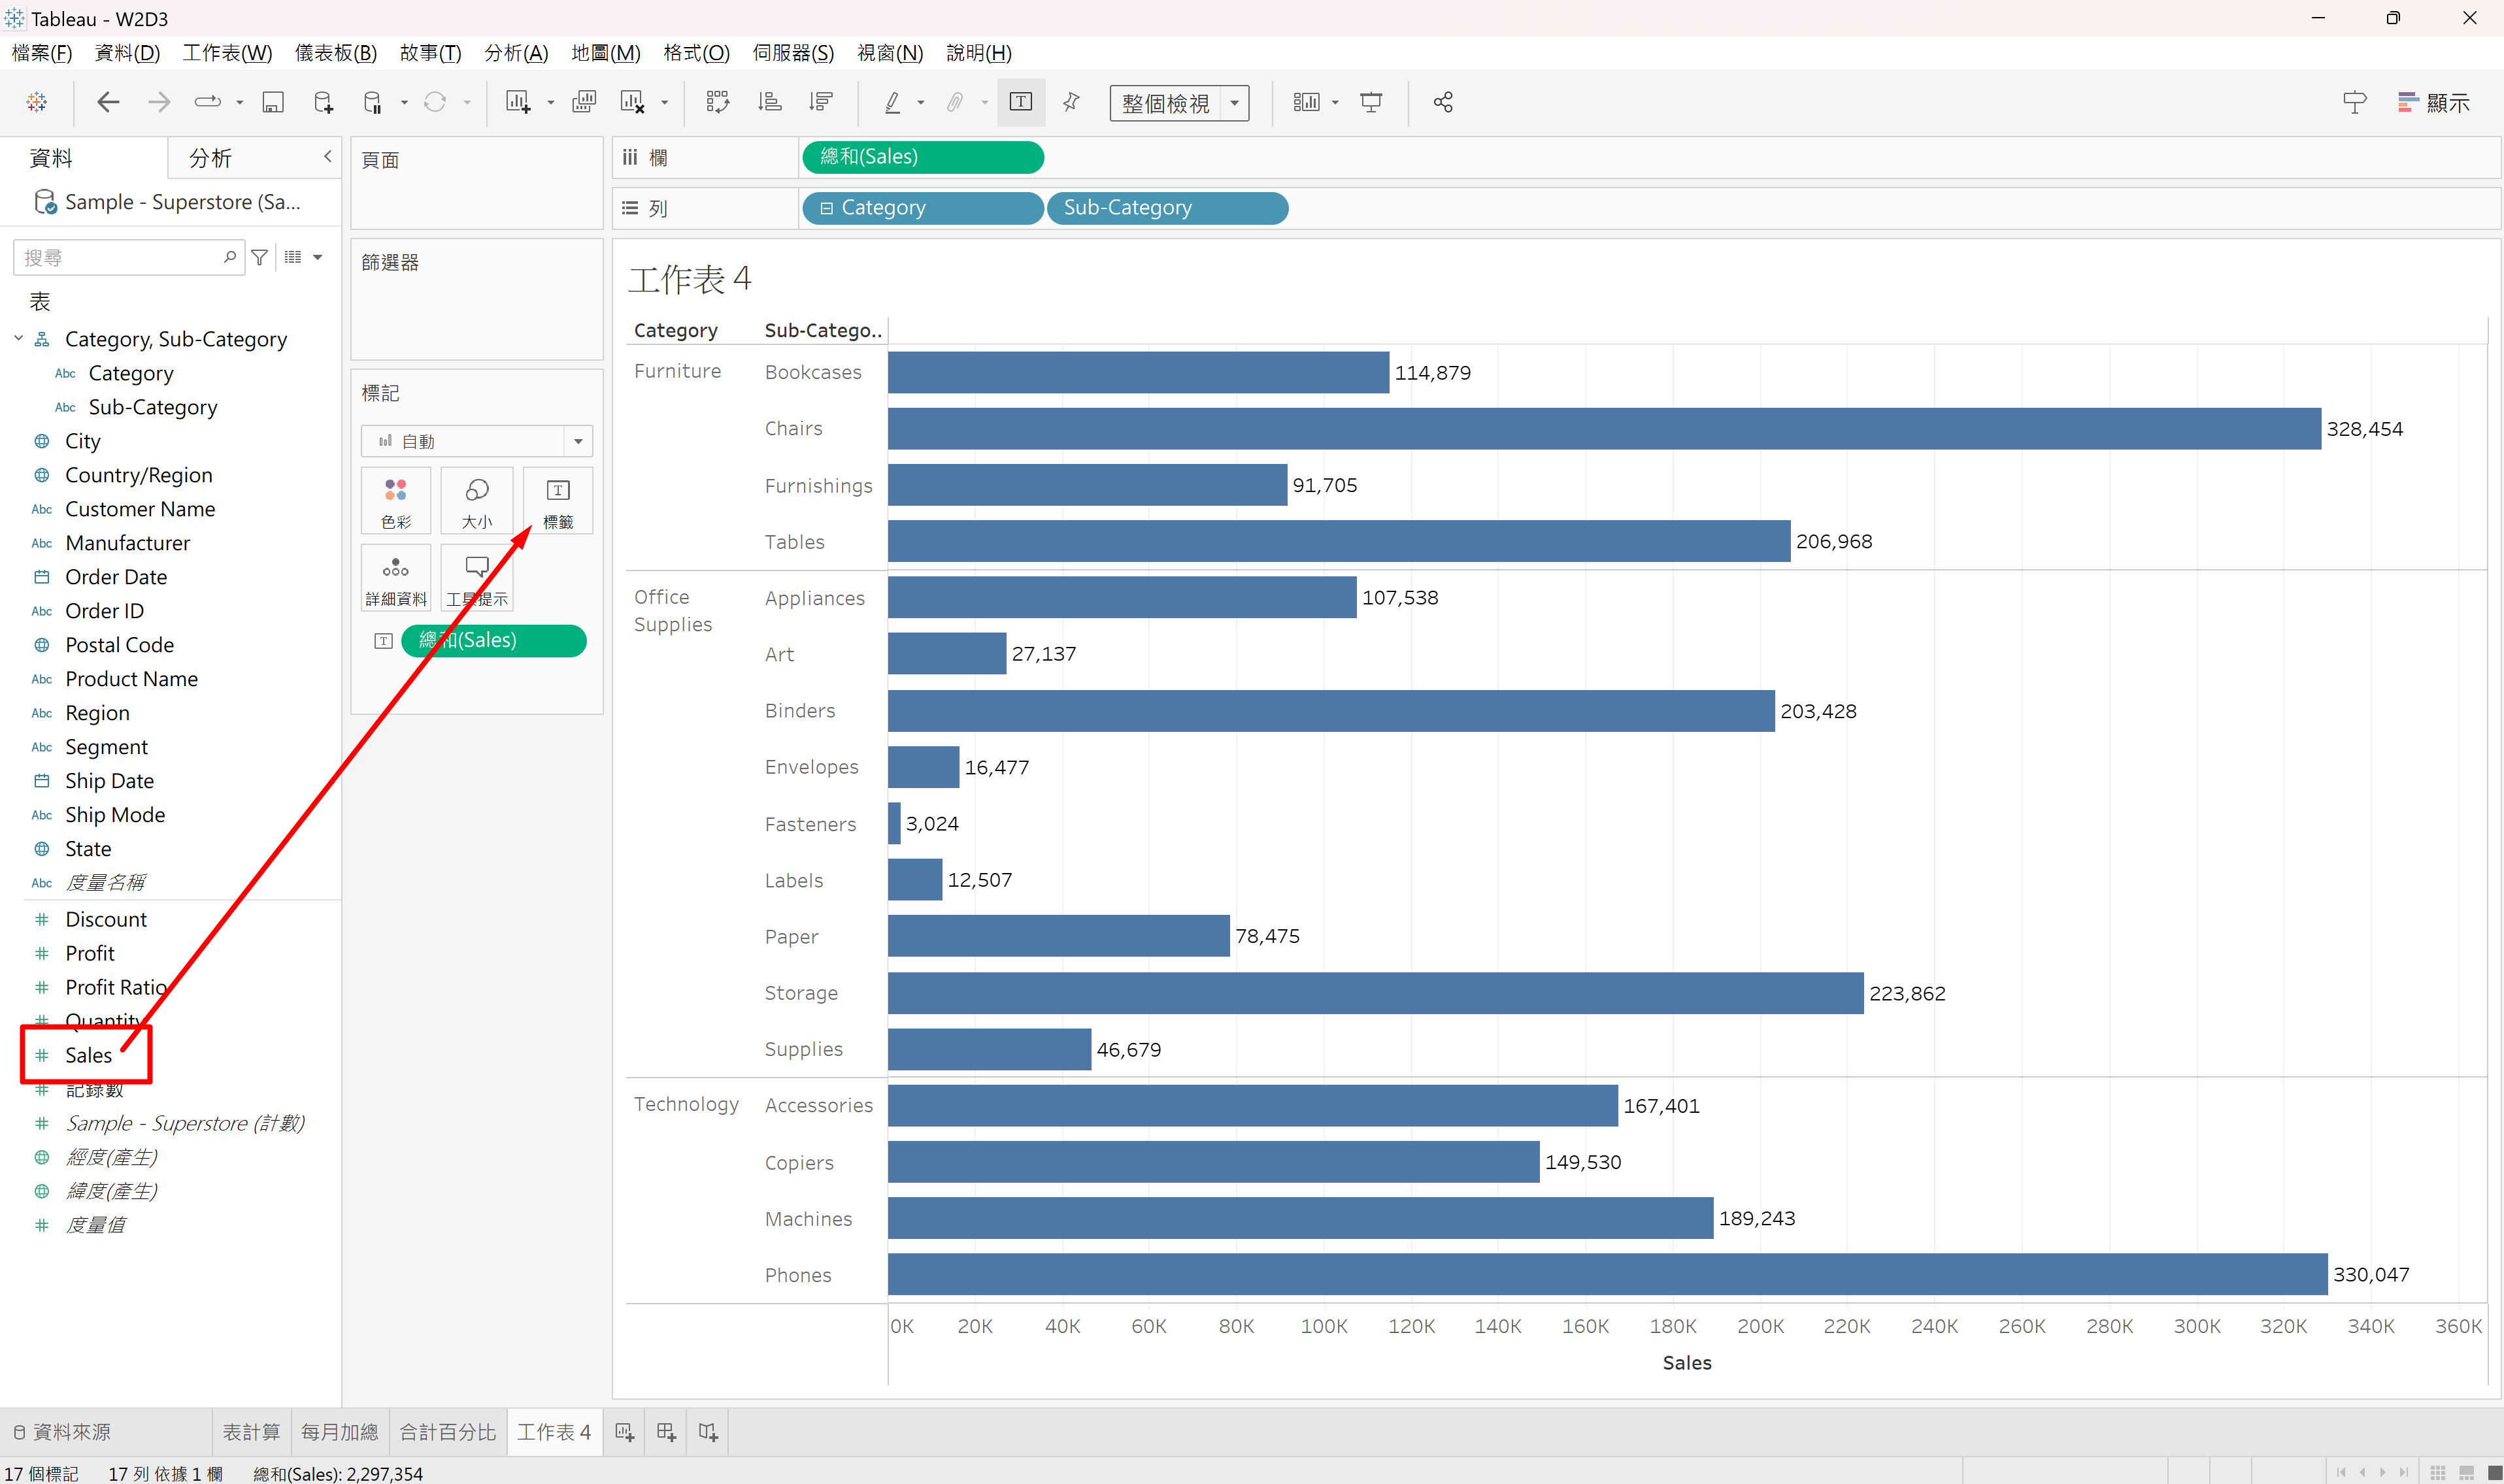 Tableau - W2D3
檔案(F) 資料(D) 工作表(W) 儀表板(B) 故事(T) 分析(A) 地圖(M) 格式(O) 伺服器(S) 視窗(N) 說明(H)
整個檢視
顯示
資料 分析
Sample - Superstore (Sa...
搜尋
表
Category, Sub-Category
Abc Category
Abc Sub-Category
City
Country/Region
Abc Customer Name
Abc Manufacturer
Order Date
Abc Order ID
Postal Code
Abc Product Name
Abc Region
Abc Segment
Ship Date
Abc Ship Mode
State
Abc 度量名稱
# Discount
# Profit
# Profit Ratio
# Quantity
# Sales
# 記錄數
# Sample - Superstore (計數)
經度(產生)
緯度(產生)
# 度量值
頁面
篩選器
標記
自動
色彩 大小 標籤
詳細資料 工具提示
總和(Sales)
欄 總和(Sales)
列 Category Sub-Category
工作表 4
Category Sub-Catego..
Furniture Bookcases 114,879
Chairs 328,454
Furnishings 91,705
Tables 206,968
Office Supplies Appliances 107,538
Art 27,137
Binders 203,428
Envelopes 16,477
Fasteners 3,024
Labels 12,507
Paper 78,475
Storage 223,862
Supplies 46,679
Technology Accessories 167,401
Copiers 149,530
Machines 189,243
Phones 330,047
0K 20K 40K 60K 80K 100K 120K 140K 160K 180K 200K 220K 240K 260K 280K 300K 320K 340K 360K
Sales
資料來源 表計算 每月加總 合計百分比 工作表 4
17 個標記 17 列 依據 1 欄 總和(Sales): 2,297,354